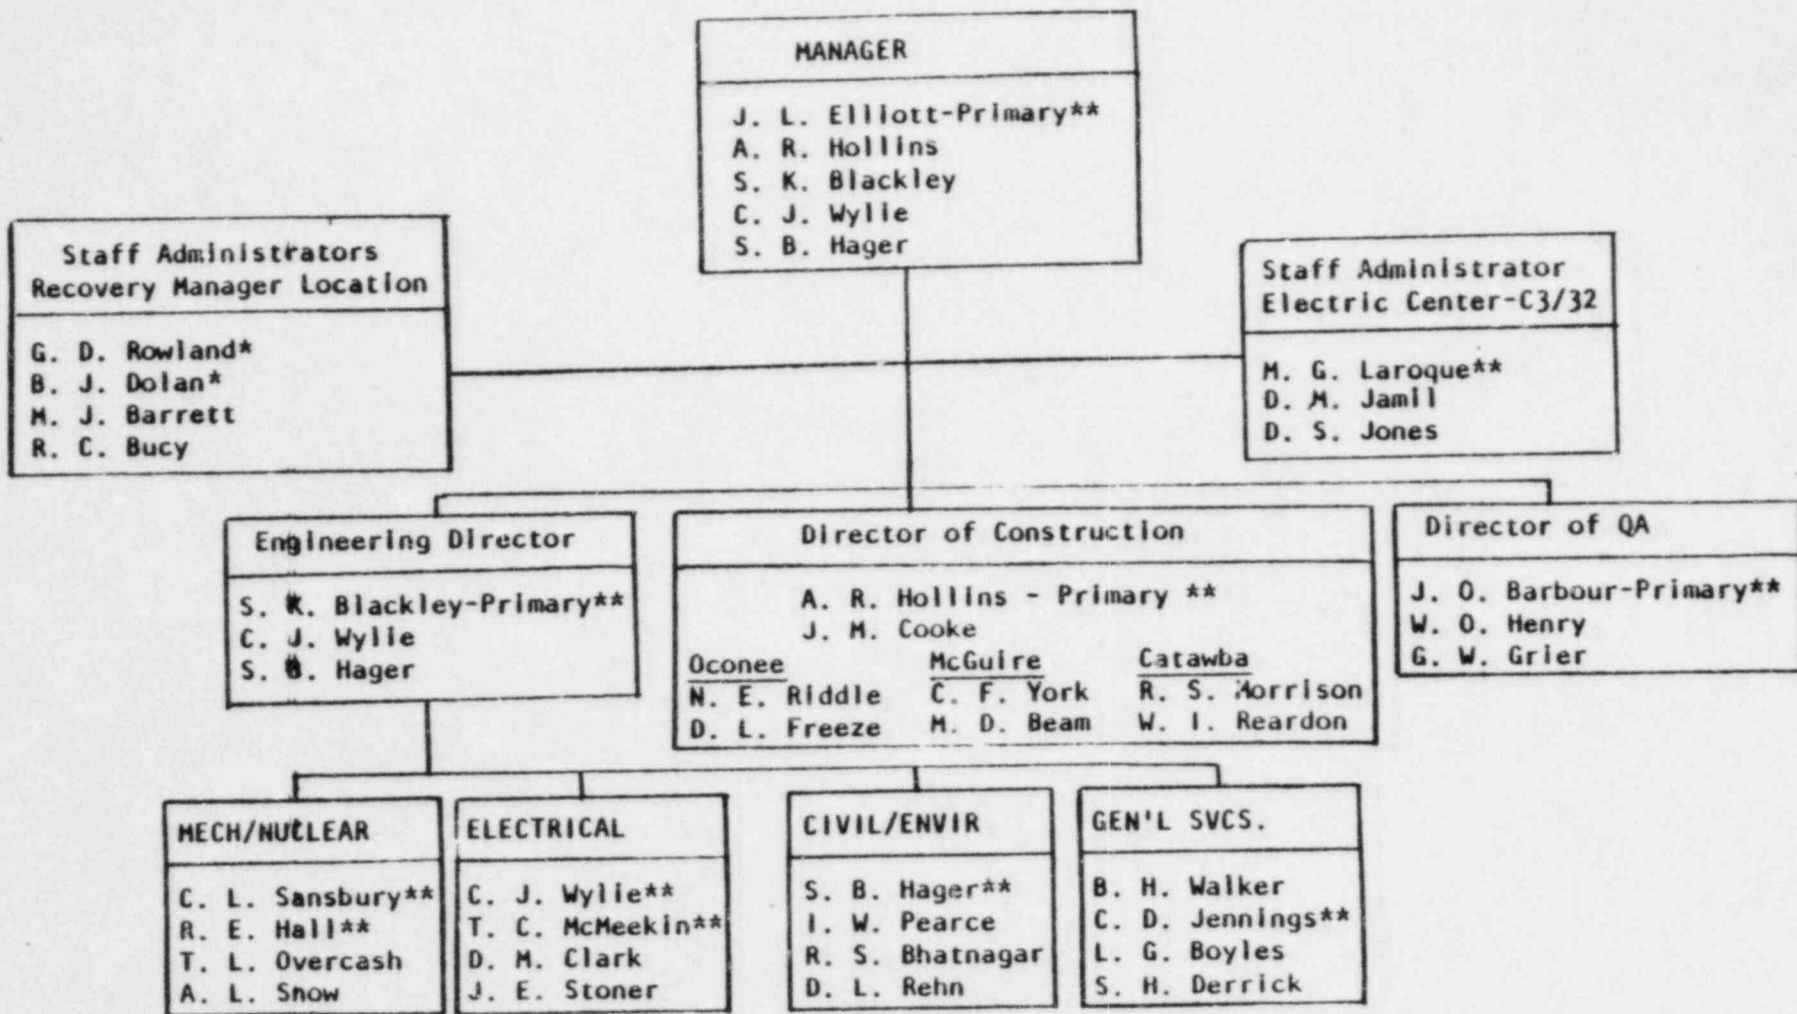 MANAGER
J. L. Elliott-Primary**
A. R. Hollins
S. K. Blackley
C. J. Wylie
S. B. Hager
Staff Administrators
Recovery Manager Location
G. D. Rowland*
B. J. Dolan*
M. J. Barrett
R. C. Bucy
Staff Administrator
Electric Center-C3/32
M. G. Laroque**
D. M. Jamil
D. S. Jones
Engineering Director
S. K. Blackley-Primary**
C. J. Wylie
S. B. Hager
Director of Construction
A. R. Hollins - Primary **
J. M. Cooke
Oconee McGuire Catawba
N. E. Riddle C. F. York R. S. Morrison
D. L. Freeze M. D. Beam W. I. Reardon
Director of QA
J. O. Barbour-Primary**
W. O. Henry
G. W. Grier
MECH/NUCLEAR
C. L. Sansbury**
R. E. Hall**
T. L. Overcash
A. L. Snow
ELECTRICAL
C. J. Wylie**
T. C. McMeekin**
D. M. Clark
J. E. Stoner
CIVIL/ENVIR
S. B. Hager**
I. W. Pearce
R. S. Bhatnagar
D. L. Rehn
GEN'L SVCS.
B. H. Walker
C. D. Jennings**
L. G. Boyles
S. H. Derrick